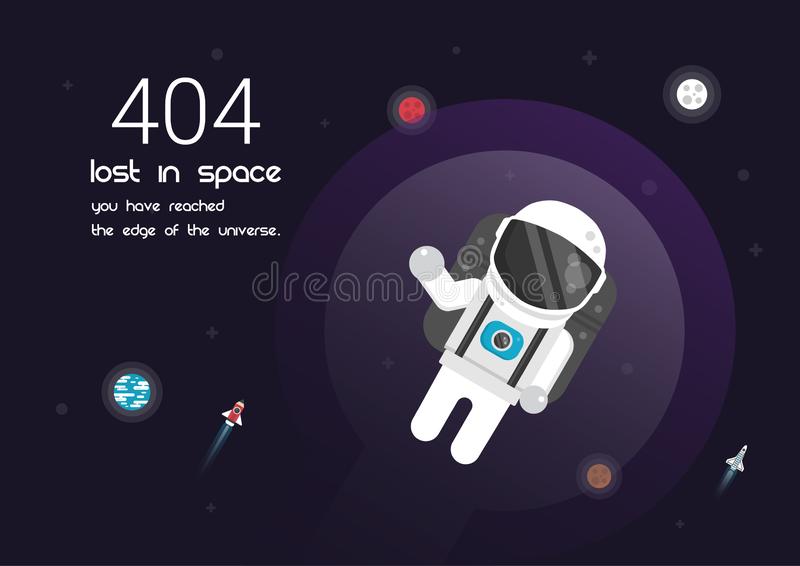 404
lost in space
you have reached
the edge of the universe.
dreamstime.